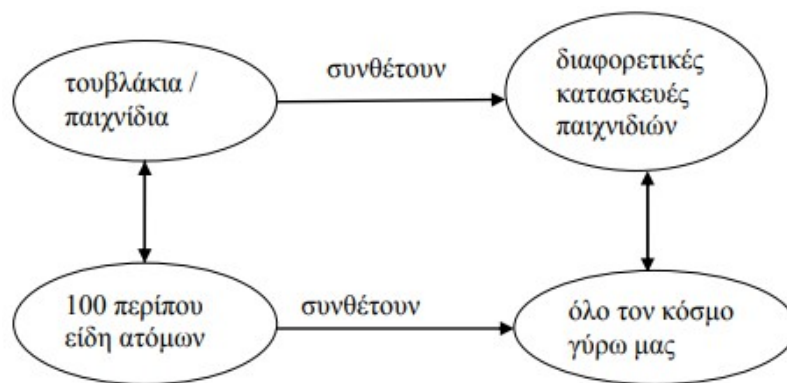 τουβλάκια /
παιχνίδια
συνθέτουν
διαφορετικές
κατασκευές
παιχνιδιών
100 περίπου
είδη ατόμων
συνθέτουν
όλο τον κόσμο
γύρω μας